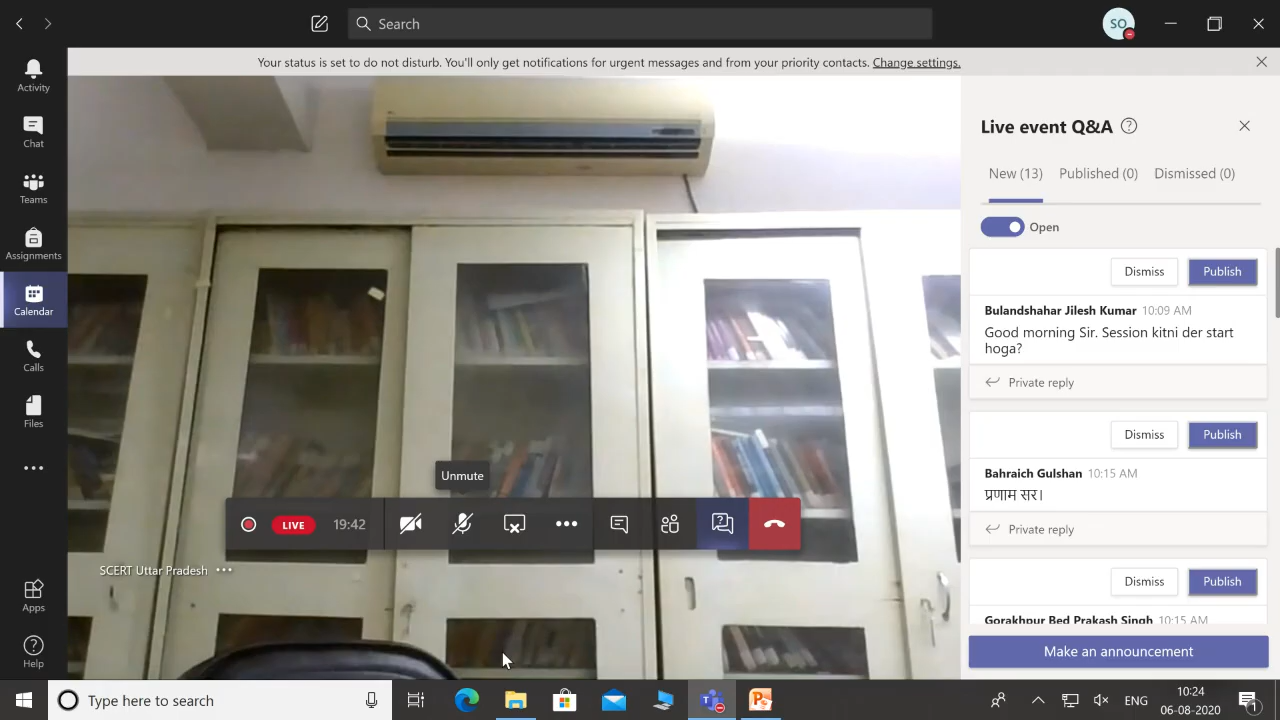 Search
SO
Your status is set to do not disturb. You'll only get notifications for urgent messages and from your priority contacts. Change settings.
Activity
Chat
Teams
Assignments
Calendar
Calls
Files
Apps
Help
Unmute
LIVE 19:42
SCERT Uttar Pradesh
Live event Q&A
New (13) Published (0) Dismissed (0)
Open
Dismiss Publish
Bulandshahar Jilesh Kumar 10:09 AM
Good morning Sir. Session kitni der start
hoga?
Private reply
Dismiss Publish
Bahraich Gulshan 10:15 AM
प्रणाम सर।
Private reply
Dismiss Publish
Gorakhpur Bed Prakash Singh 10:15 AM
Make an announcement
Type here to search
ENG
10:24
06-08-2020
1